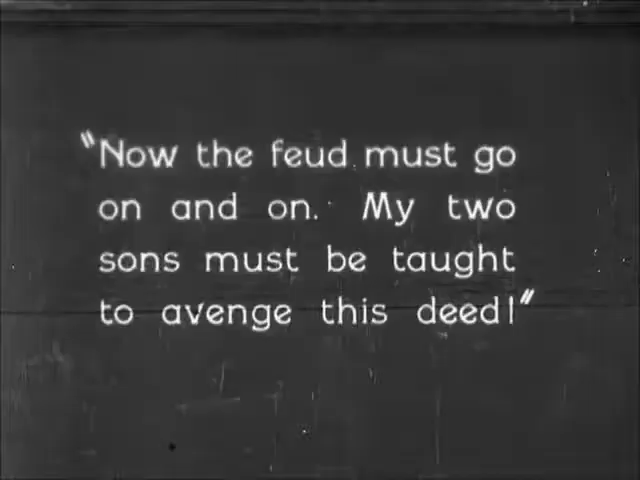 "Now the feud must go
on and on. My two
sons must be taught
to avenge this deed!"